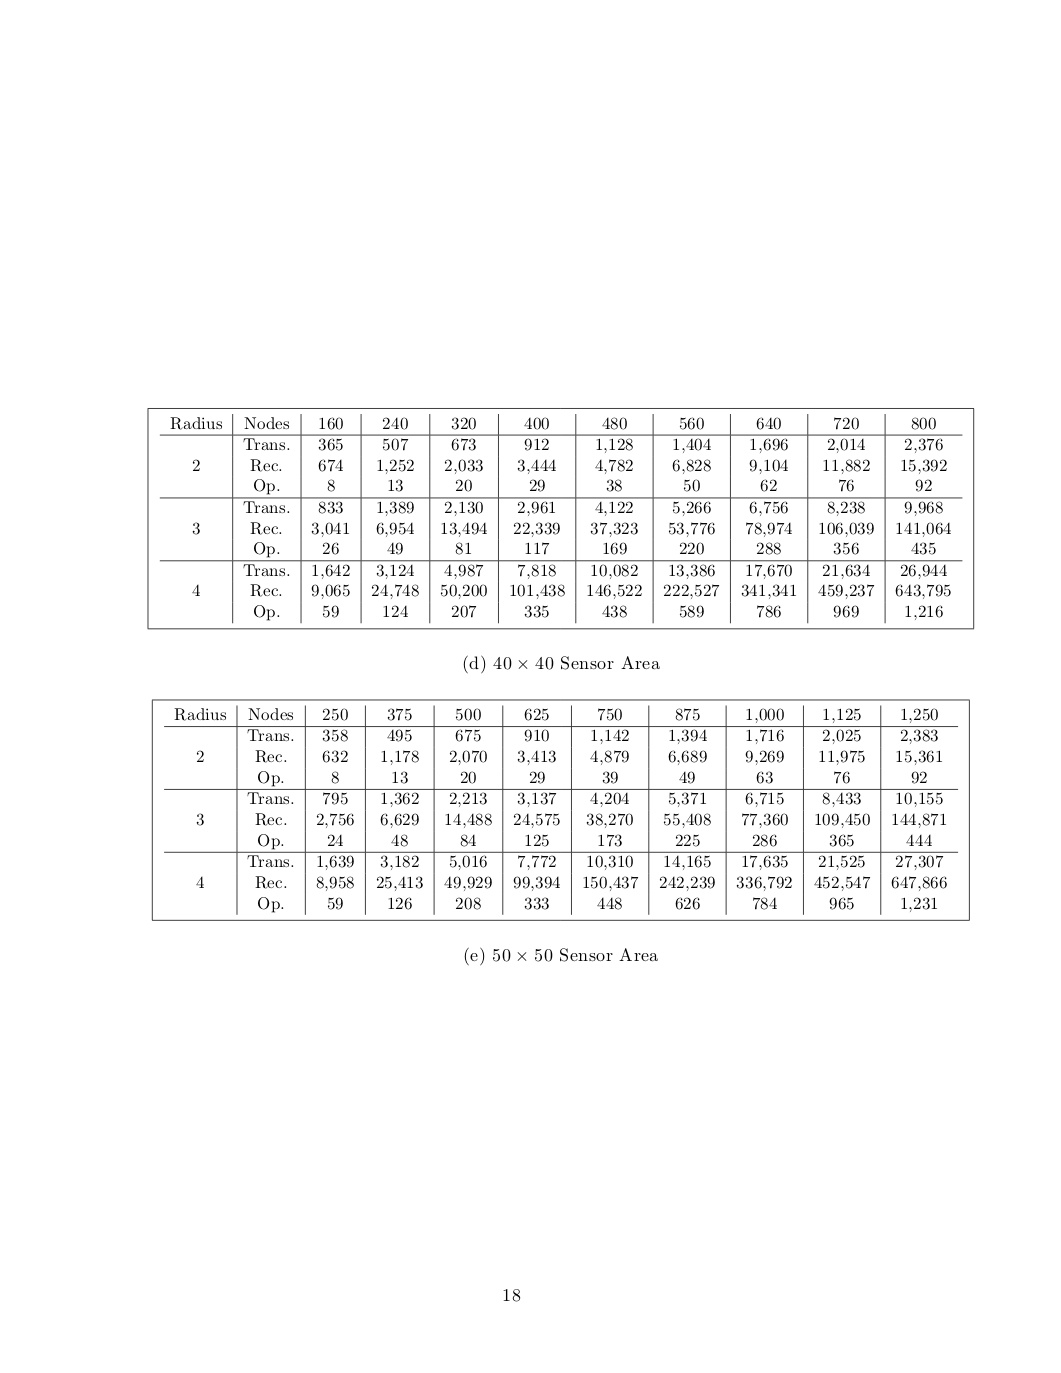 Radius Nodes 160 240 320 400 480 560 640 720 800
Trans. 365 507 673 912 1,128 1,404 1,696 2,014 2,376
2 Rec. 674 1,252 2,033 3,444 4,782 6,828 9,104 11,882 15,392
Op. 8 13 20 29 38 50 62 76 92
Trans. 833 1,389 2,130 2,961 4,122 5,266 6,756 8,238 9,968
3 Rec. 3,041 6,954 13,494 22,339 37,323 53,776 78,974 106,039 141,064
Op. 26 49 81 117 169 220 288 356 435
Trans. 1,642 3,124 4,987 7,818 10,082 13,386 17,670 21,634 26,944
4 Rec. 9,065 24,748 50,200 101,438 146,522 222,527 341,341 459,237 643,795
Op. 59 124 207 335 438 589 786 969 1,216
(d) 40 × 40 Sensor Area
Radius Nodes 250 375 500 625 750 875 1,000 1,125 1,250
Trans. 358 495 675 910 1,142 1,394 1,716 2,025 2,383
2 Rec. 632 1,178 2,070 3,413 4,879 6,689 9,269 11,975 15,361
Op. 8 13 20 29 39 49 63 76 92
Trans. 795 1,362 2,213 3,137 4,204 5,371 6,715 8,433 10,155
3 Rec. 2,756 6,629 14,488 24,575 38,270 55,408 77,360 109,450 144,871
Op. 24 48 84 125 173 225 286 365 444
Trans. 1,639 3,182 5,016 7,772 10,310 14,165 17,635 21,525 27,307
4 Rec. 8,958 25,413 49,929 99,394 150,437 242,239 336,792 452,547 647,866
Op. 59 126 208 333 448 626 784 965 1,231
(e) 50 × 50 Sensor Area
18